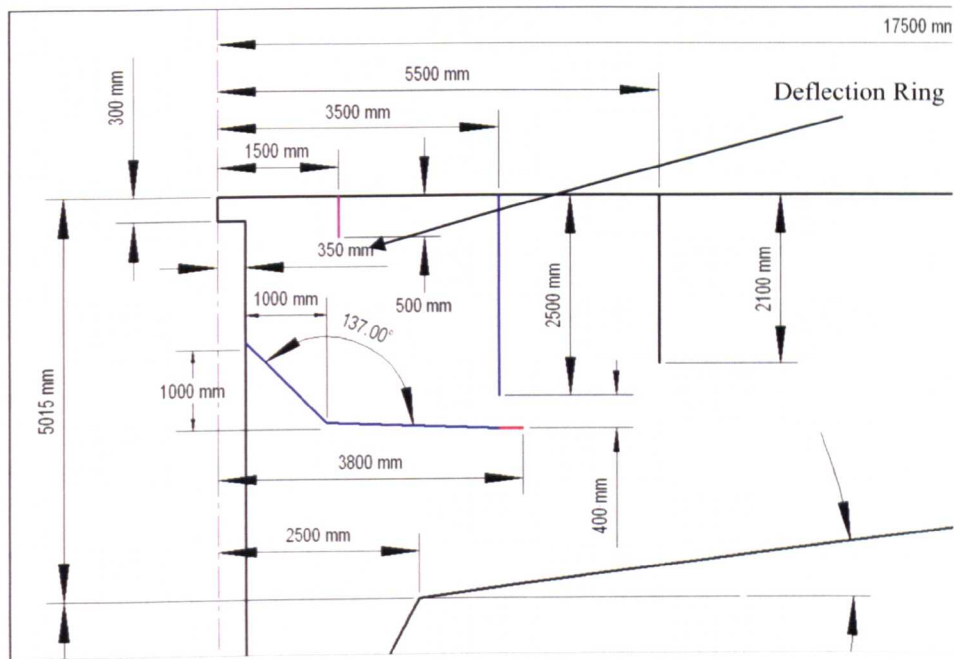 17500 mm
5500 mm
Deflection Ring
300 mm
3500 mm
1500 mm
350 mm
500 mm
1000 mm
137.00°
2500 mm
2100 mm
1000 mm
5015 mm
3800 mm
400 mm
2500 mm